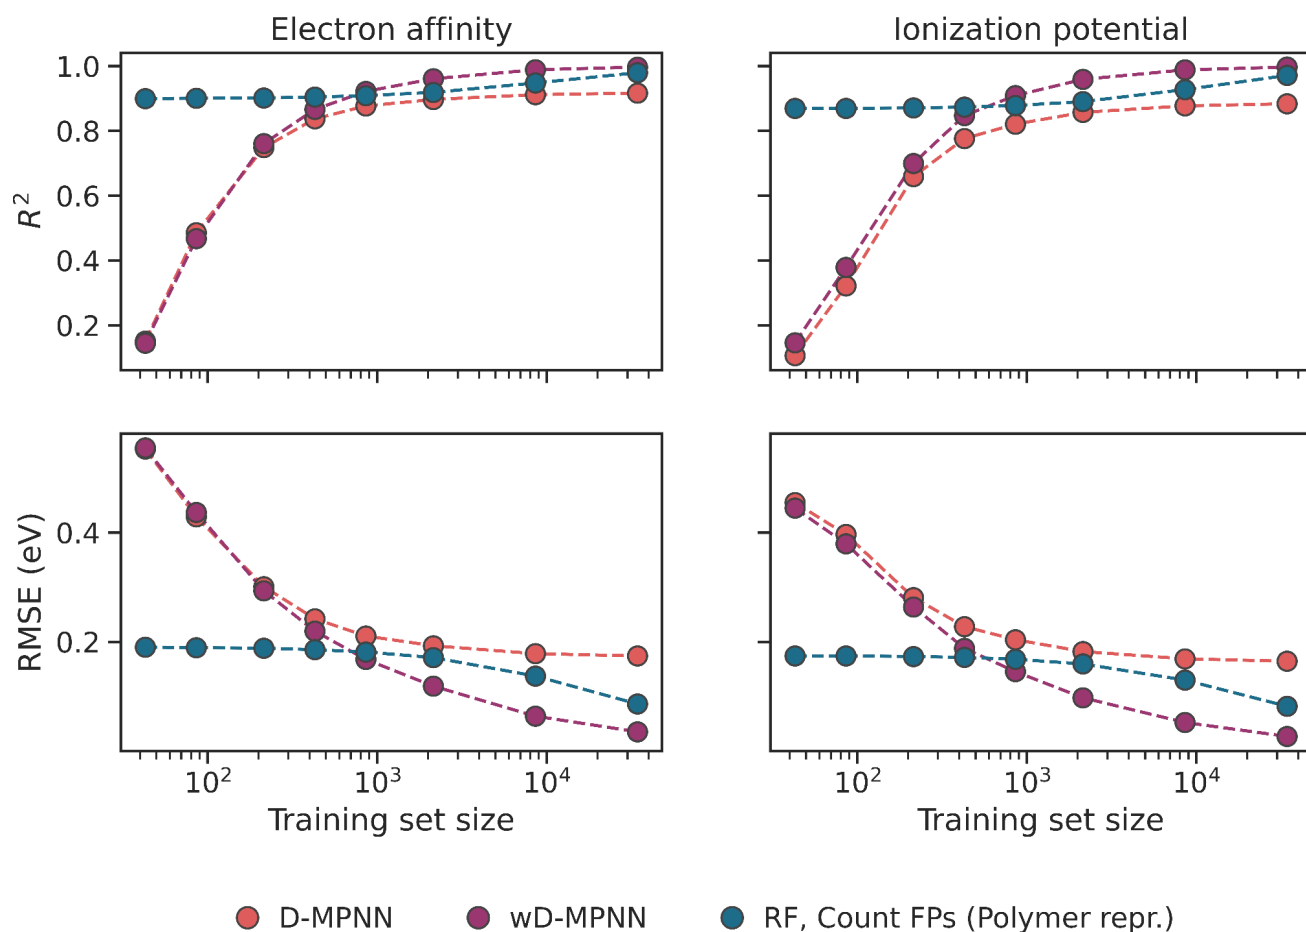 Electron affinity
Ionization potential
1.0
0.8
0.6
0.4
0.2
R²
0.4
0.2
RMSE (eV)
10² 10³ 10⁴
10² 10³ 10⁴
Training set size
Training set size
D-MPNN wD-MPNN RF, Count FPs (Polymer repr.)